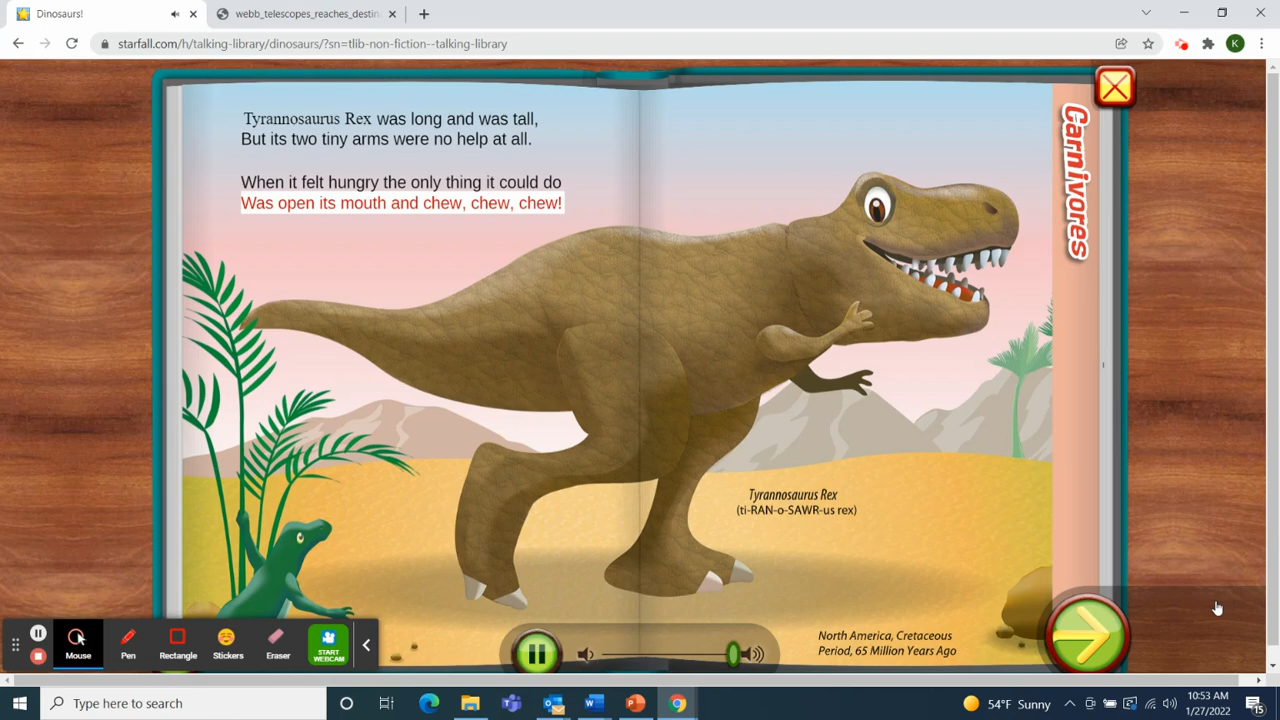 Dinosaurs!
webb_telescopes_reaches_destin
starfall.com/h/talking-library/dinosaurs/?sn=tlib-non-fiction--talking-library
K
Tyrannosaurus Rex was long and was tall,
But its two tiny arms were no help at all.
When it felt hungry the only thing it could do
Was open its mouth and chew, chew, chew!
Carnivores
Tyrannosaurus Rex
(ti-RAN-o-SAWR-us rex)
North America, Cretaceous
Period, 65 Million Years Ago
Mouse
Pen
Rectangle
Stickers
Eraser
START
WEBCAM
Type here to search
54°F Sunny
10:53 AM
1/27/2022
15